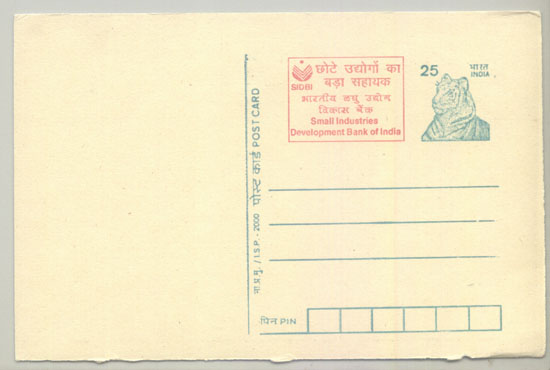 SIDBI
छोटे उद्योगों का
बड़ा सहायक
भारतीय लघु उद्योग
विकास बैंक
Small Industries
Development Bank of India
25 भारत
INDIA
ना.प्र.मु. / I S P - 2000 पोस्ट कार्ड POST CARD
पिन PIN